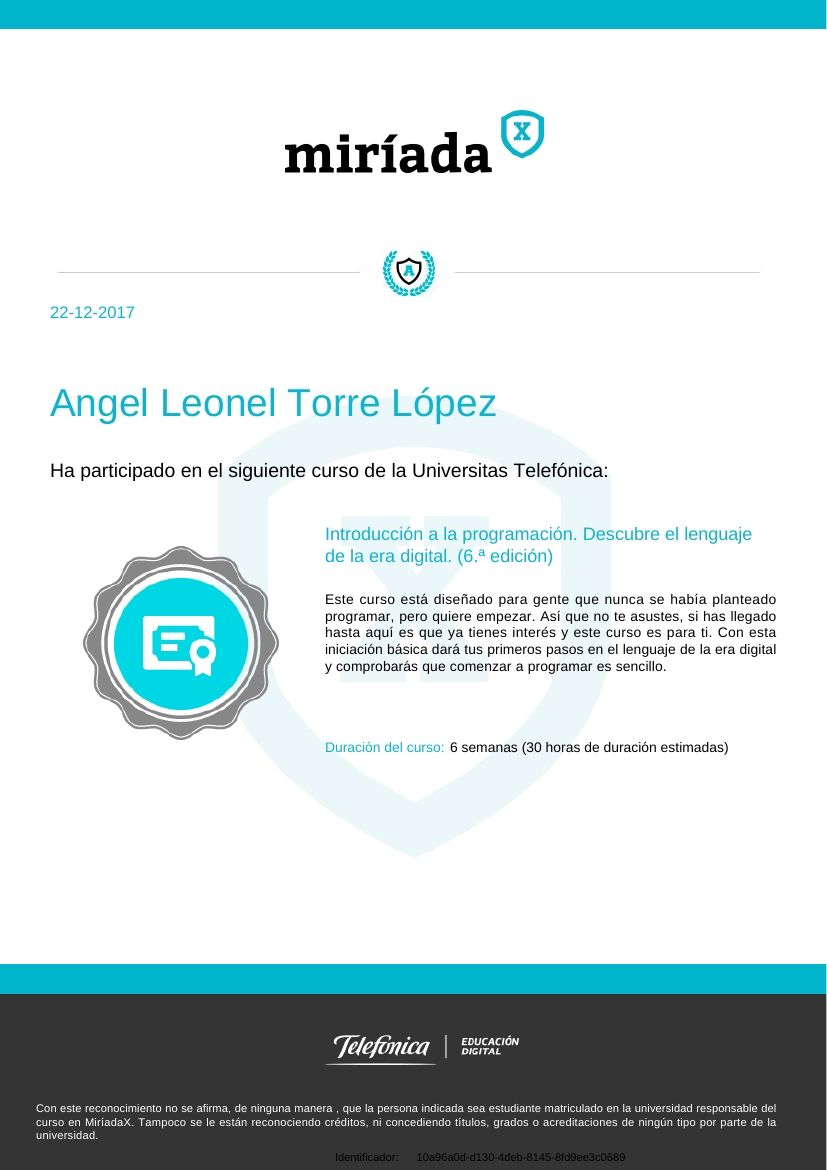 miríada X
A
22-12-2017
Angel Leonel Torre López
Ha participado en el siguiente curso de la Universitas Telefónica:
Introducción a la programación. Descubre el lenguaje
de la era digital. (6.ª edición)
Este curso está diseñado para gente que nunca se había planteado
programar, pero quiere empezar. Así que no te asustes, si has llegado
hasta aquí es que ya tienes interés y este curso es para ti. Con esta
iniciación básica dará tus primeros pasos en el lenguaje de la era digital
y comprobarás que comenzar a programar es sencillo.
Duración del curso: 6 semanas (30 horas de duración estimadas)
Telefónica | EDUCACIÓN
DIGITAL
Con este reconocimiento no se afirma, de ninguna manera , que la persona indicada sea estudiante matriculado en la universidad responsable del
curso en MiríadaX. Tampoco se le están reconociendo créditos, ni concediendo títulos, grados o acreditaciones de ningún tipo por parte de la
universidad.
Identificador: 10a96a0d-d130-4deb-8145-8fd9ee3c0689